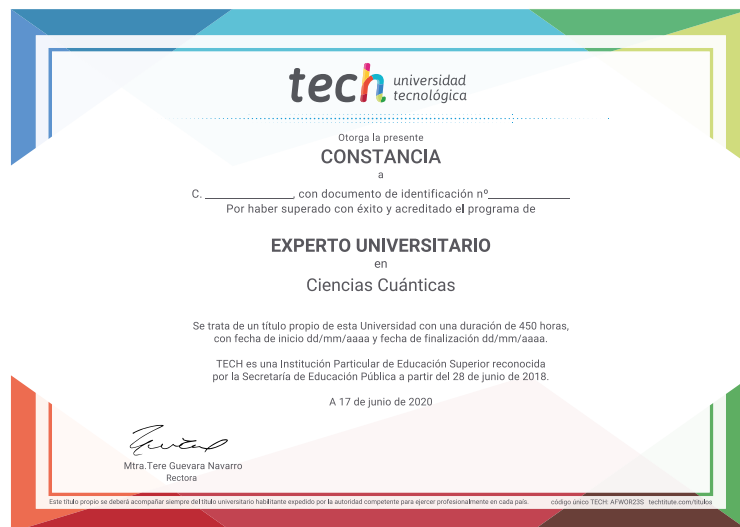 tech universidad
tecnológica
Otorga la presente
CONSTANCIA
a
C. ______________, con documento de identificación nº______________
Por haber superado con éxito y acreditado el programa de
EXPERTO UNIVERSITARIO
en
Ciencias Cuánticas
Se trata de un título propio de esta Universidad con una duración de 450 horas,
con fecha de inicio dd/mm/aaaa y fecha de finalización dd/mm/aaaa.
TECH es una Institución Particular de Educación Superior reconocida
por la Secretaría de Educación Pública a partir del 28 de junio de 2018.
A 17 de junio de 2020
Mtra.Tere Guevara Navarro
Rectora
Este título propio se deberá acompañar siempre del título universitario habilitante expedido por la autoridad competente para ejercer profesionalmente en cada país. código único TECH: AFWOR23S techtitute.com/titulos